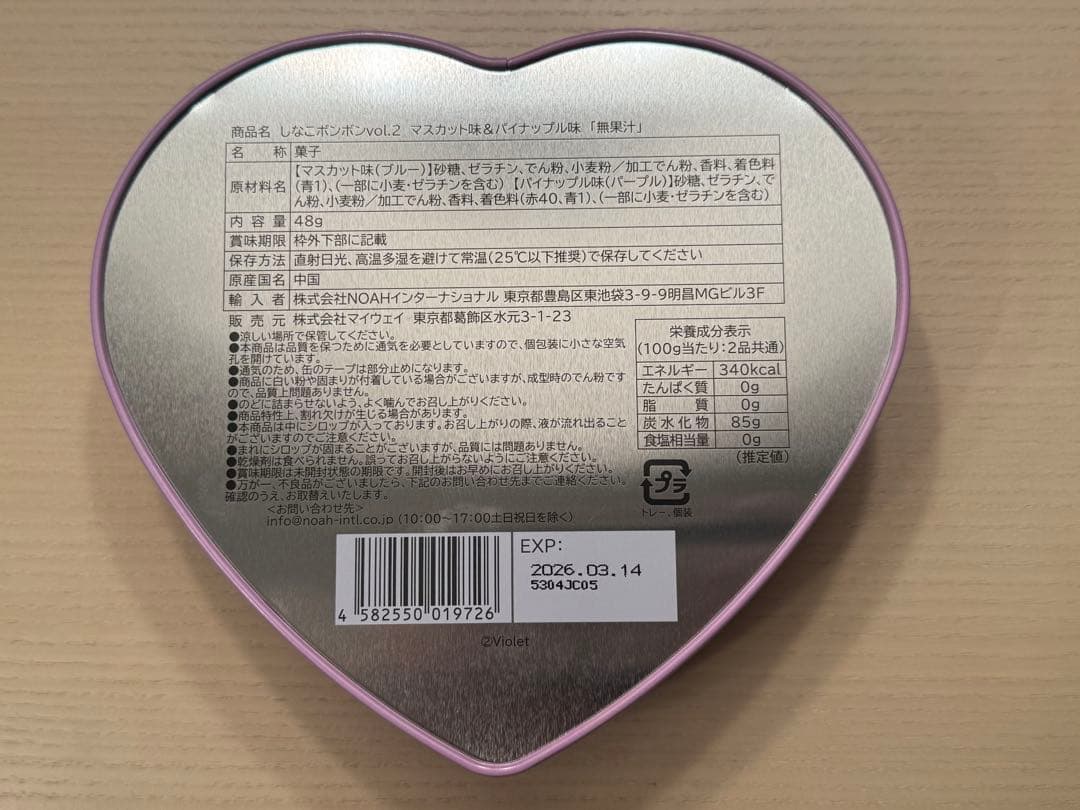 商品名 しなこボンボンvol.2 マスカット味&パイナップル味 「無果汁」
名 称 菓子
原材料名 【マスカット味(ブルー)】砂糖、ゼラチン、でん粉、小麦粉/加工でん粉、香料、着色料
(青1)、(一部に小麦・ゼラチンを含む) 【パイナップル味(パープル)】砂糖、ゼラチン、で
ん粉、小麦粉/加工でん粉、香料、着色料(赤40、青1)、(一部に小麦・ゼラチンを含む)
内 容 量 48g
賞味期限 枠外下部に記載
保存方法 直射日光、高温多湿を避けて常温(25℃以下推奨)で保存してください
原産国名 中国
輸 入 者 株式会社NOAHインターナショナル 東京都豊島区東池袋3-9-9明昌MGビル3F
販 売 元 株式会社マイウェイ 東京都葛飾区水元3-1-23
●涼しい場所で保管してください。
●本商品は品質を保つために通気を必要としていますので、個包装に小さな空気
孔を開けています。
●通気のため、缶のテープは部分止めになります。
●商品に白い粉や固まりが付着している場合がございますが、成型時のでん粉です
ので、品質上問題ありません。
●のどに詰まらせないよう、よく噛んでお召し上がりください。
●商品特性上、割れ欠けが生じる場合があります。
●本商品は中にシロップが入っております。お召し上がりの際、液が流れ出ること
がございますのでご注意ください。
●まれにシロップが固まることがございますが、品質には問題ありません。
●乾燥剤は食べられません。誤ってお召し上がらないようにご注意ください。
●賞味期限は未開封状態の期限です。開封後はお早めにお召し上がりください。
●万が一、不良品がございましたら、下記のお問い合わせ先までご連絡ください。
確認のうえ、お取替えいたします。
<お問い合わせ先>
info@noah-intl.co.jp (10:00~17:00土日祝日を除く)
栄養成分表示
(100g当たり:2品共通)
エネルギー 340kcal
たんぱく質 0g
脂 質 0g
炭水化物 85g
食塩相当量 0g
(推定値)
プラ
トレー、個装
4 582550 019726
EXP:
2026.03.14
5304JC05
②Violet